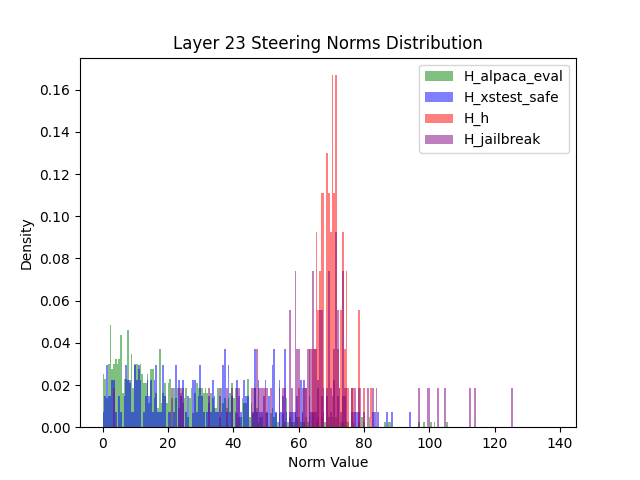 Layer 23 Steering Norms Distribution
H_alpaca_eval
H_xstest_safe
H_h
H_jailbreak
0.16
0.14
0.12
0.10
0.08
0.06
0.04
0.02
0.00
Density
0 20 40 60 80 100 120 140
Norm Value